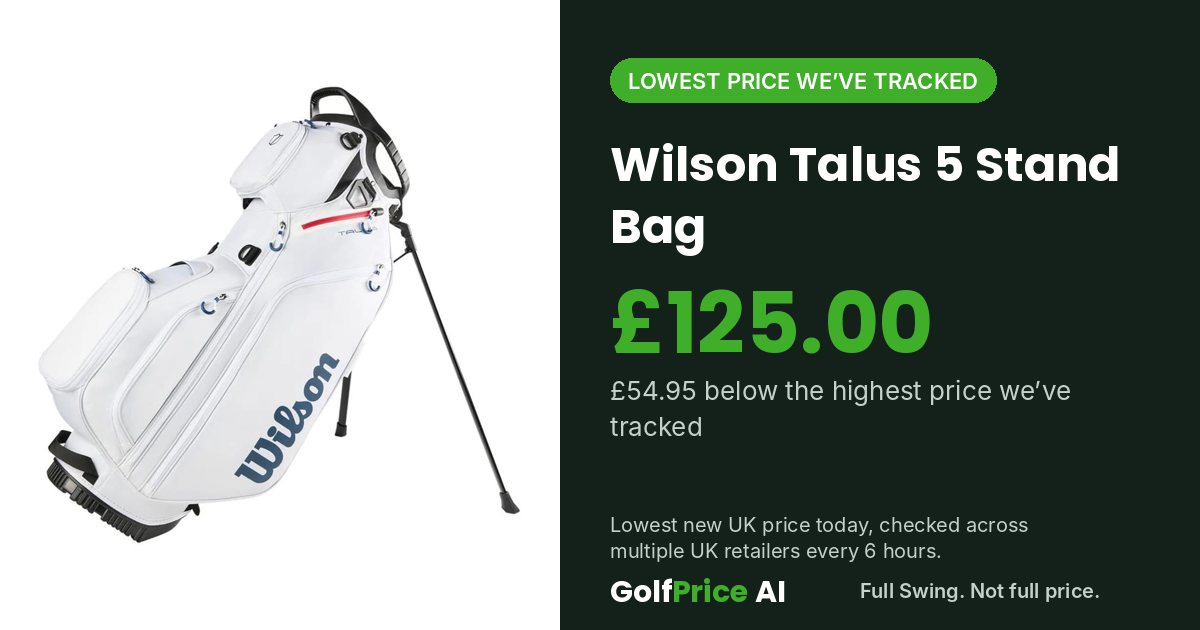 LOWEST PRICE WE’VE TRACKED
Wilson Talus 5 Stand
Bag
£125.00
£54.95 below the highest price we’ve
tracked
Lowest new UK price today, checked across
multiple UK retailers every 6 hours.
GolfPrice AI
Full Swing. Not full price.
Wilson